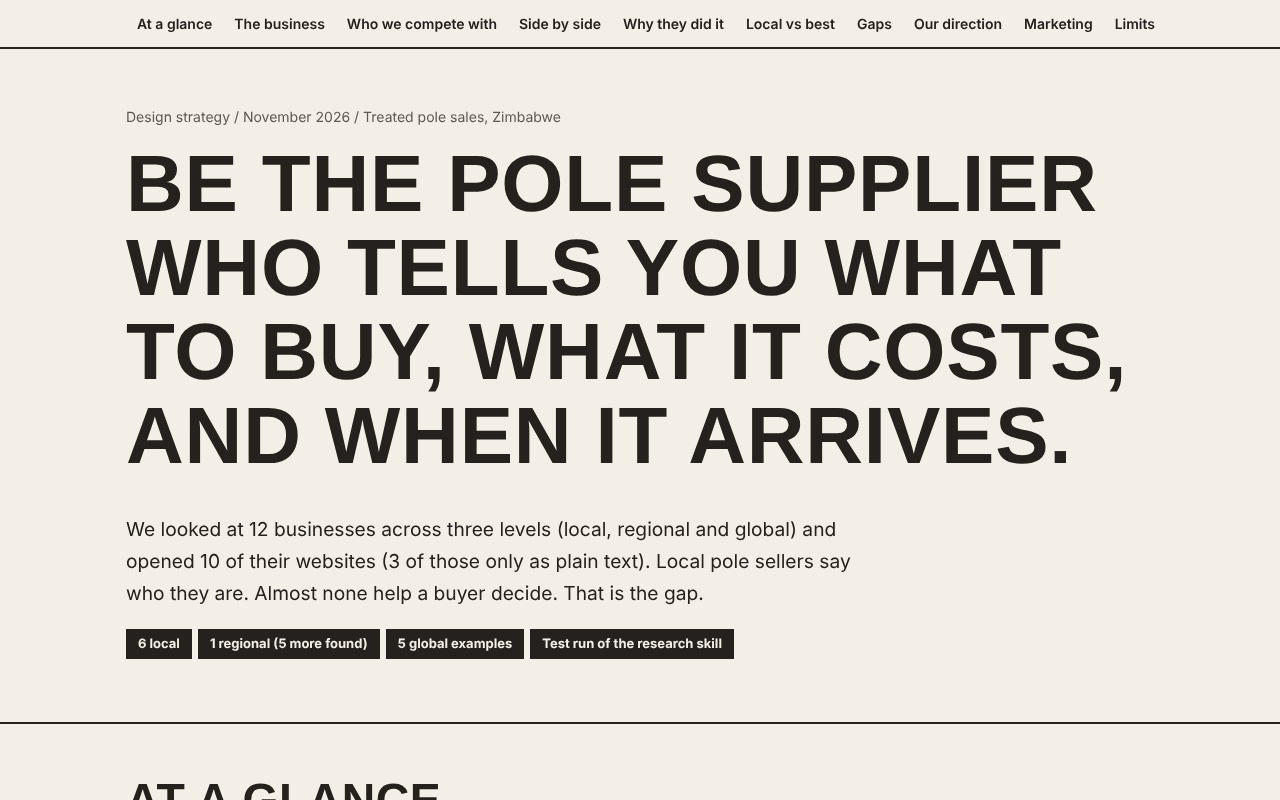 At a glance The business Who we compete with Side by side Why they did it Local vs best Gaps Our direction Marketing Limits
Design strategy / November 2026 / Treated pole sales, Zimbabwe
BE THE POLE SUPPLIER
WHO TELLS YOU WHAT
TO BUY, WHAT IT COSTS,
AND WHEN IT ARRIVES.
We looked at 12 businesses across three levels (local, regional and global) and
opened 10 of their websites (3 of those only as plain text). Local pole sellers say
who they are. Almost none help a buyer decide. That is the gap.
6 local 1 regional (5 more found) 5 global examples Test run of the research skill
AT A GLANCE